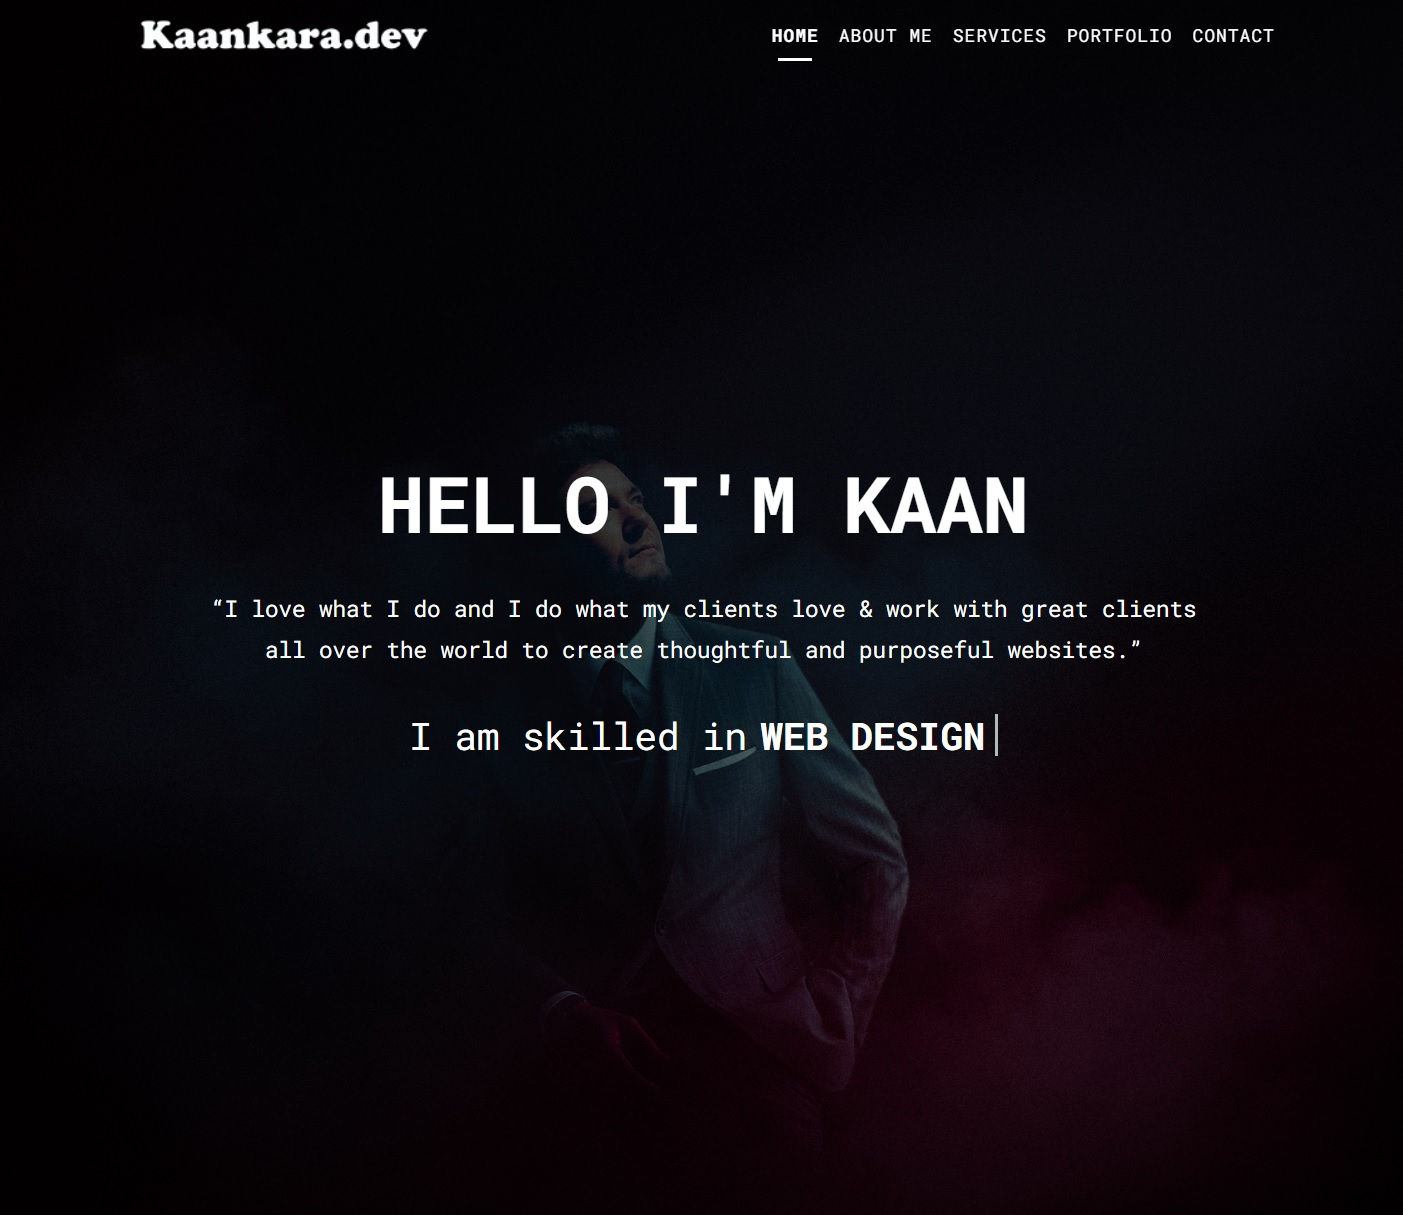 Kaankara.dev
HOME ABOUT ME SERVICES PORTFOLIO CONTACT
HELLO I'M KAAN
“I love what I do and I do what my clients love & work with great clients
all over the world to create thoughtful and purposeful websites.”
I am skilled in WEB DESIGN